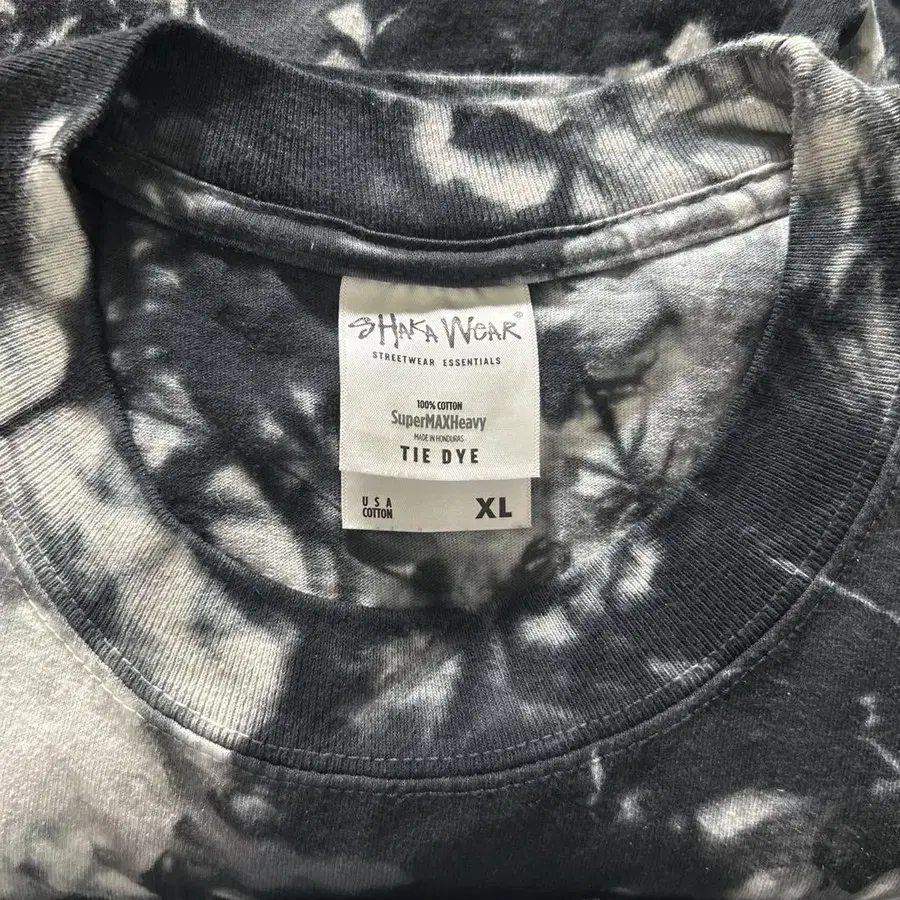 SHAKA WEAR®
STREETWEAR ESSENTIALS
100% COTTON
SuperMAXHeavy
MADE IN HONDURAS
TIE DYE
USA
COTTON
XL